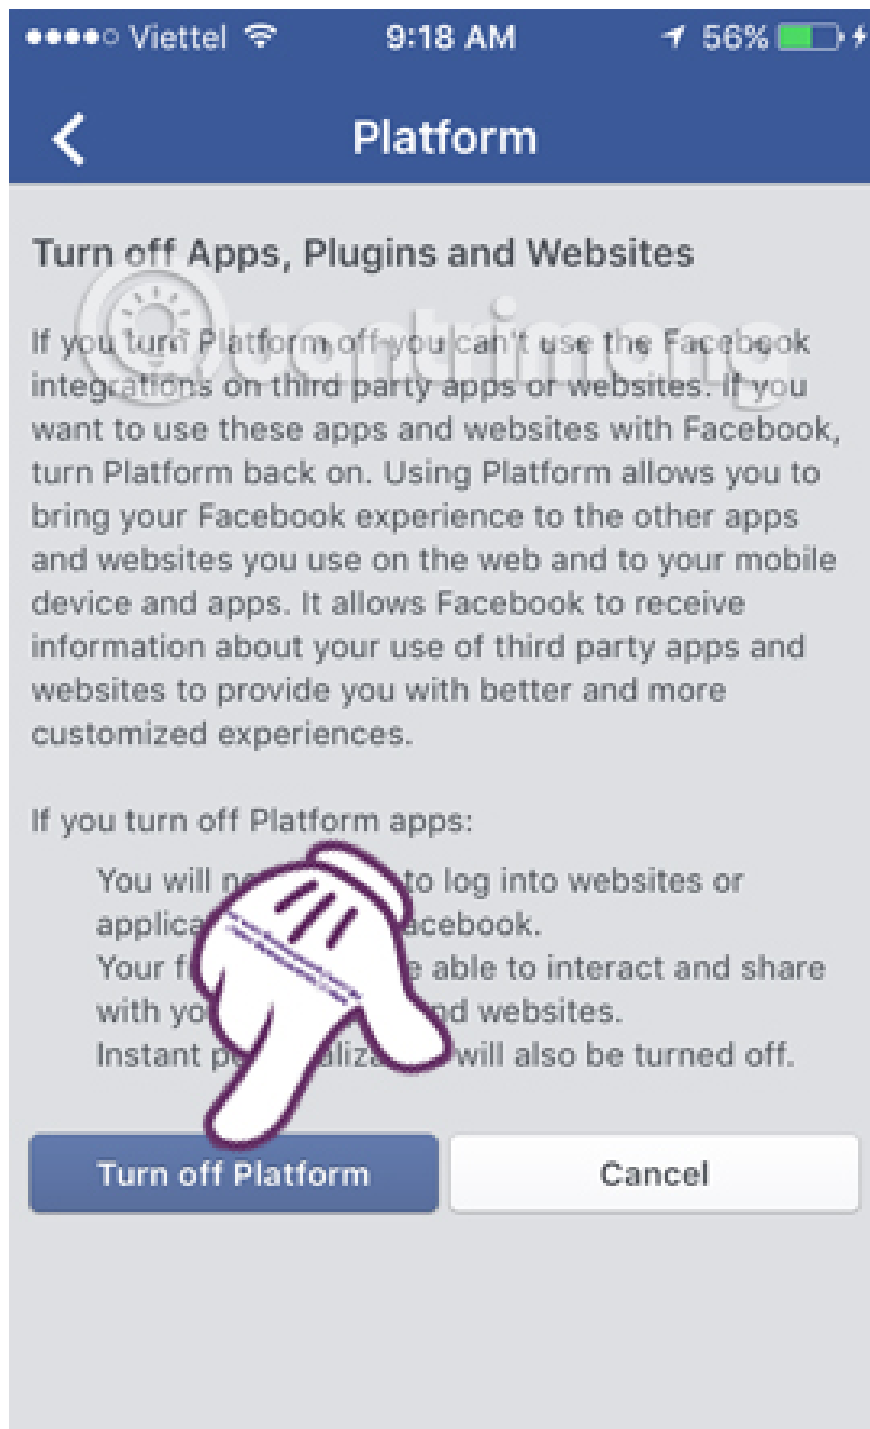 Viettel 9:18 AM 56%
Platform
Turn off Apps, Plugins and Websites
Quantrimang
If you turn Platform off you can't use the Facebook
integrations on third party apps or websites. If you
want to use these apps and websites with Facebook,
turn Platform back on. Using Platform allows you to
bring your Facebook experience to the other apps
and websites you use on the web and to your mobile
device and apps. It allows Facebook to receive
information about your use of third party apps and
websites to provide you with better and more
customized experiences.
If you turn off Platform apps:
You will to log into websites or
Your able to interact and share
with websites.
Instant will also be turned off.
Turn off Platform Cancel